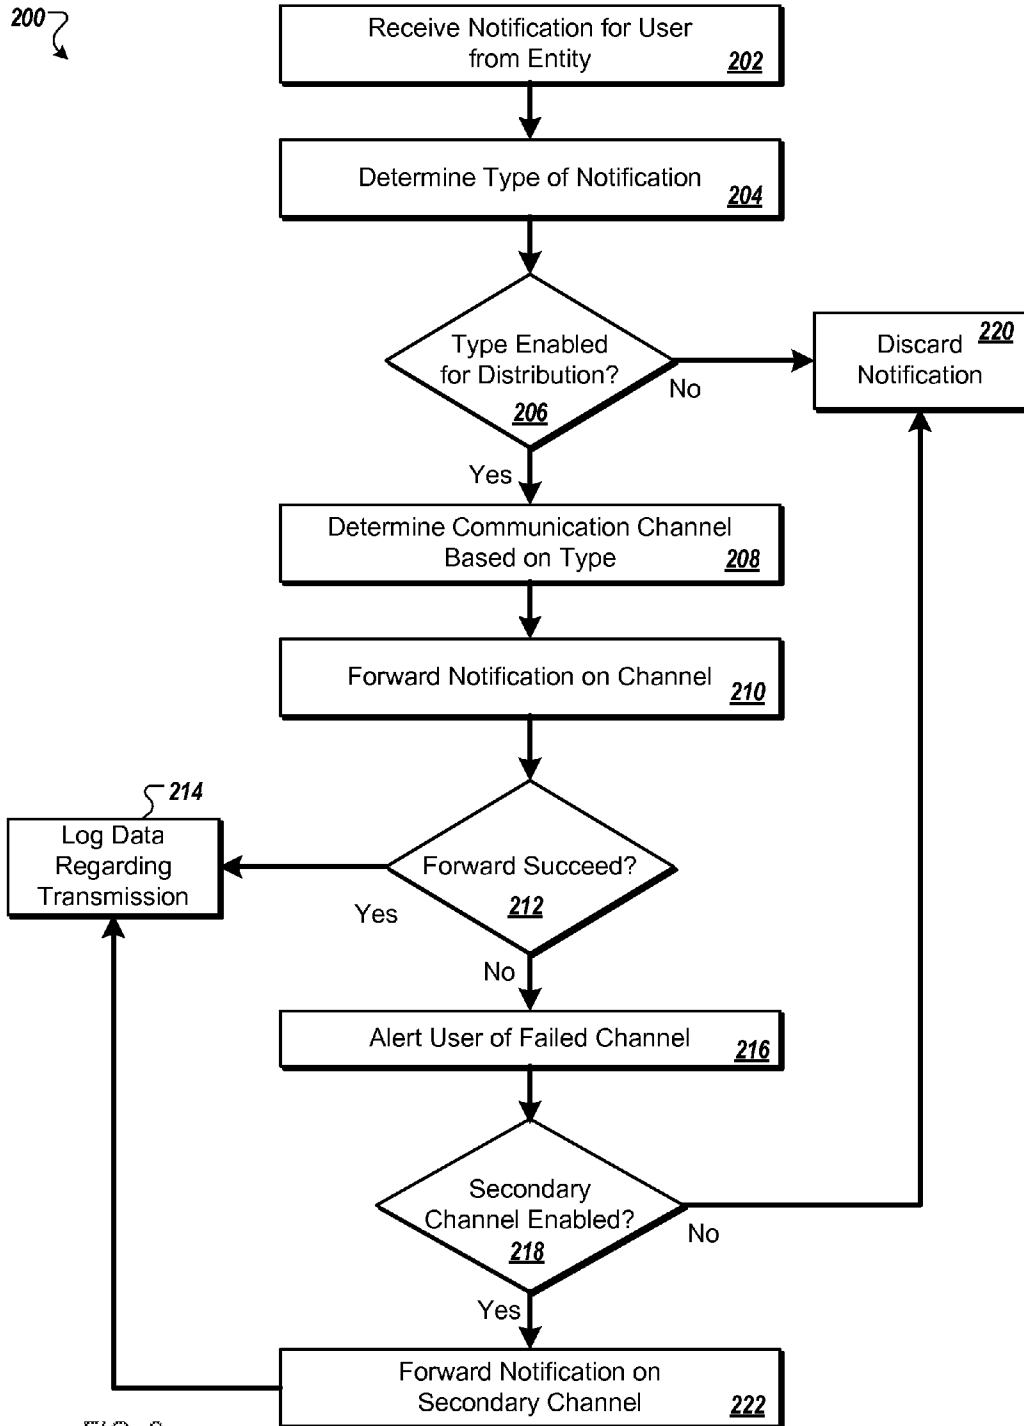 200
Receive Notification for User
from Entity
202
Determine Type of Notification
204
Type Enabled
for Distribution?
206
No
220
Discard
Notification
Yes
Determine Communication Channel
Based on Type
208
Forward Notification on Channel
210
214
Log Data
Regarding
Transmission
Forward Succeed?
212
Yes
No
Alert User of Failed Channel
216
Secondary
Channel Enabled?
218
No
Yes
Forward Notification on
Secondary Channel
222